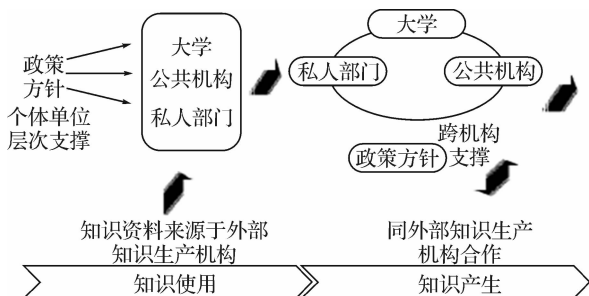 政策
方针
个体单位
层次支撑
大学
公共机构
私人部门
知识资料来源于外部
知识生产机构
知识使用
大学
私人部门
公共机构
跨机构
支撑
政策方针
同外部知识生产
机构合作
知识产生